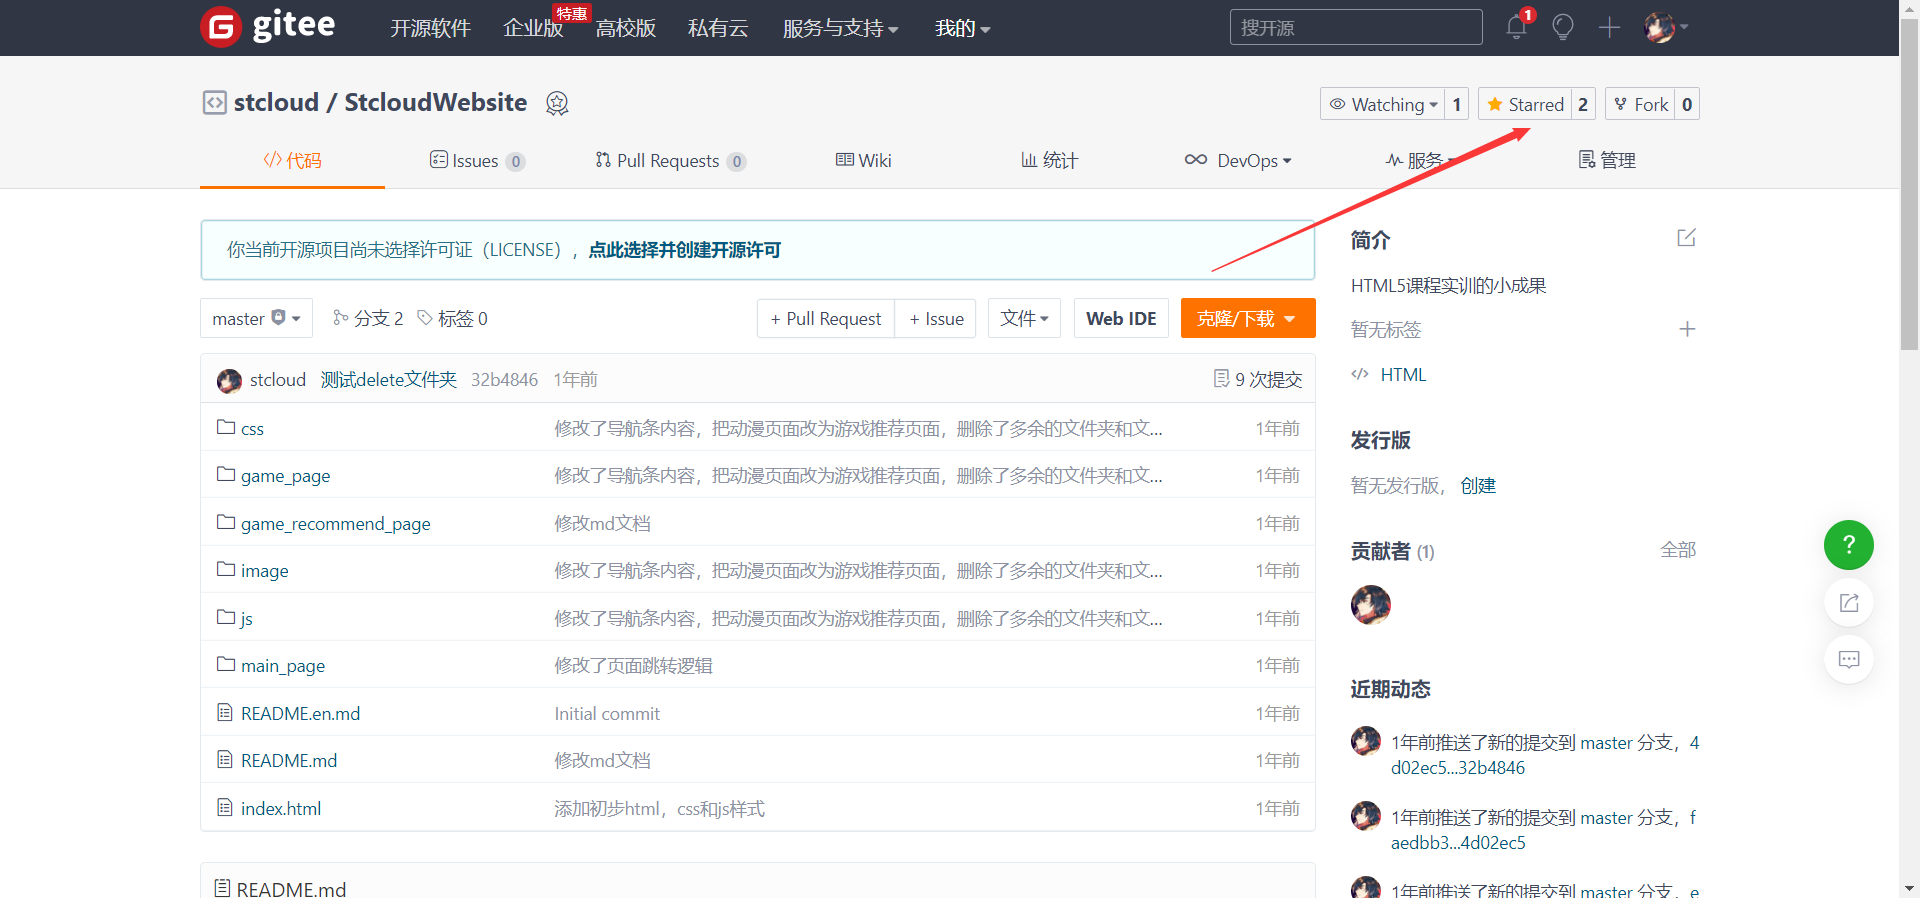 gitee 开源软件 企业版 特惠 高校版 私有云 服务与支持 我的 搜开源 1
stcloud / StcloudWebsite Watching 1 Starred 2 Fork 0
代码 Issues 0 Pull Requests 0 Wiki 统计 DevOps 服务 管理
你当前开源项目尚未选择许可证（LICENSE），点此选择并创建开源许可
master 分支 2 标签 0 + Pull Request + Issue 文件 Web IDE 克隆/下载
stcloud 测试delete文件夹 32b4846 1年前 9 次提交
css 修改了导航条内容，把动漫页面改为游戏推荐页面，删除了多余的文件夹和文... 1年前
game_page 修改了导航条内容，把动漫页面改为游戏推荐页面，删除了多余的文件夹和文... 1年前
game_recommend_page 修改md文档 1年前
image 修改了导航条内容，把动漫页面改为游戏推荐页面，删除了多余的文件夹和文... 1年前
js 修改了导航条内容，把动漫页面改为游戏推荐页面，删除了多余的文件夹和文... 1年前
main_page 修改了页面跳转逻辑 1年前
README.en.md Initial commit 1年前
README.md 修改md文档 1年前
index.html 添加初步html，css和js样式 1年前
README.md
简介
HTML5课程实训的小成果
暂无标签
HTML
发行版
暂无发行版， 创建
贡献者 (1) 全部
近期动态
1年前推送了新的提交到 master 分支，4
d02ec5...32b4846
1年前推送了新的提交到 master 分支，f
aedbb3...4d02ec5
1年前推送了新的提交到 master 分支，e
?